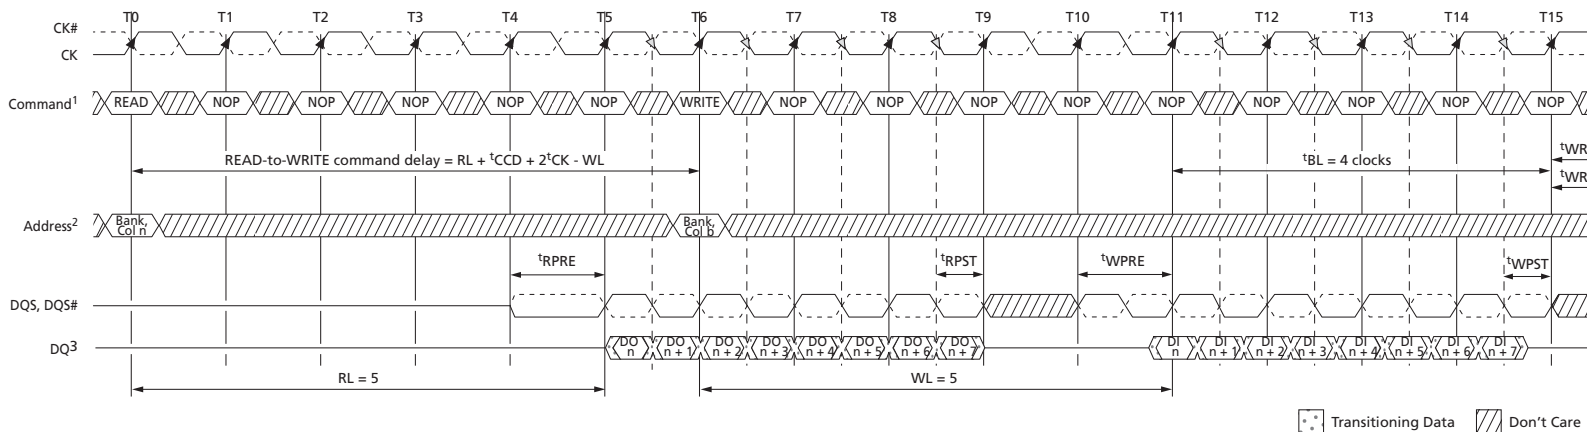 T0 T1 T2 T3 T4 T5 T6 T7 T8 T9 T10 T11 T12 T13 T14 T15
CK#
CK
Command1 READ NOP NOP NOP NOP NOP WRITE NOP NOP NOP NOP NOP NOP NOP NOP NOP
READ-to-WRITE command delay = RL + tCCD + 2tCK - WL
tBL = 4 clocks
tWR
tWR
Address2 Bank, Col n Bank, Col b
tRPRE tRPST tWPRE tWPST
DQS, DQS#
DQ3 DO n DO n + 1 DO n + 2 DO n + 3 DO n + 4 DO n + 5 DO n + 6 DO n + 7 DI n DI n + 1 DI n + 2 DI n + 3 DI n + 4 DI n + 5 DI n + 6 DI n + 7
RL = 5 WL = 5
Transitioning Data Don't Care